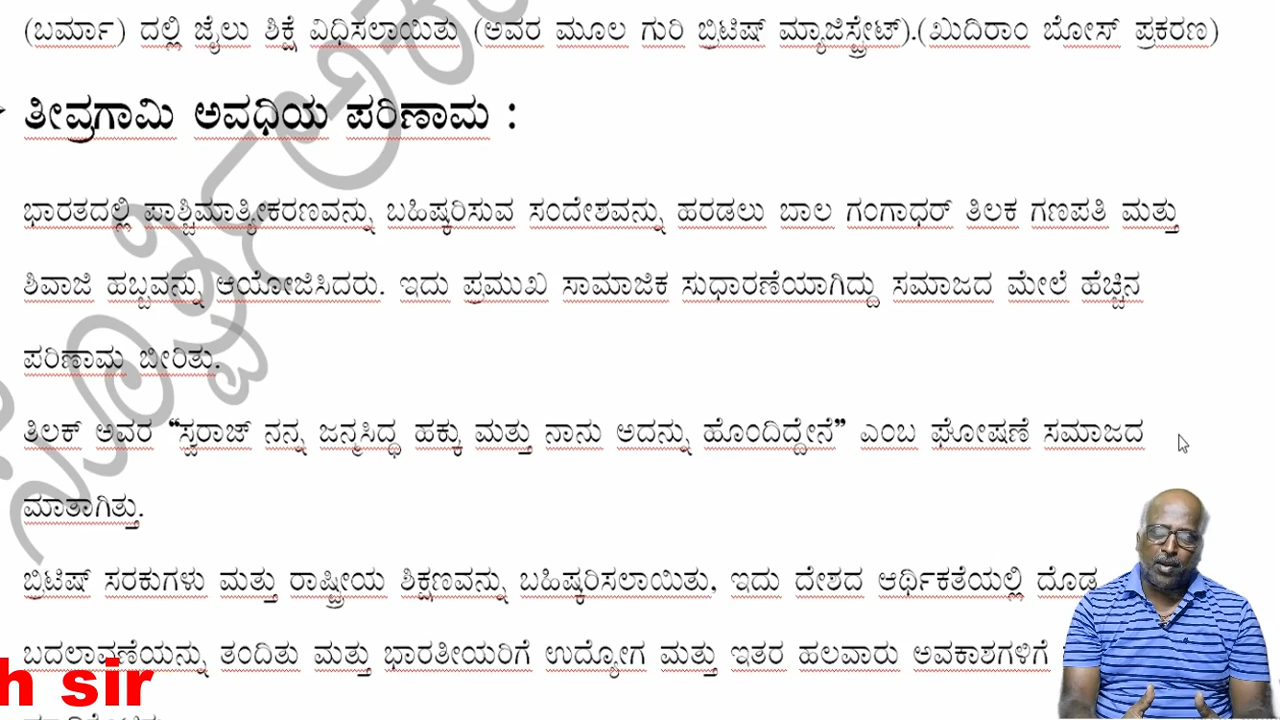 (ಬರ್ಮಾ) ದಲ್ಲಿ ಜೈಲು ಶಿಕ್ಷೆ ವಿಧಿಸಲಾಯಿತು (ಅವರ ಮೂಲ ಗುರಿ ಬ್ರಿಟಿಷ್ ಮ್ಯಾಜಿಸ್ಟ್ರೇಟ್).(ಖುದಿರಾಂ ಬೋಸ್ ಪ್ರಕರಣ)
ತೀವ್ರಗಾಮಿ ಅವಧಿಯ ಪರಿಣಾಮ :
ಭಾರತದಲ್ಲಿ ಪಾಶ್ಚಿಮಾತ್ಯೀಕರಣವನ್ನು ಬಹಿಷ್ಕರಿಸುವ ಸಂದೇಶವನ್ನು ಹರಡಲು ಬಾಲ ಗಂಗಾಧರ್ ತಿಲಕ ಗಣಪತಿ ಮತ್ತು
ಶಿವಾಜಿ ಹಬ್ಬವನ್ನು ಆಯೋಜಿಸಿದರು. ಇದು ಪ್ರಮುಖ ಸಾಮಾಜಿಕ ಸುಧಾರಣೆಯಾಗಿದ್ದು ಸಮಾಜದ ಮೇಲೆ ಹೆಚ್ಚಿನ
ಪರಿಣಾಮ ಬೀರಿತು.
ತಿಲಕ್ ಅವರ “ಸ್ವರಾಜ್ ನನ್ನ ಜನ್ಮಸಿದ್ಧ ಹಕ್ಕು ಮತ್ತು ನಾನು ಅದನ್ನು ಹೊಂದಿದ್ದೇನೆ” ಎಂಬ ಘೋಷಣೆ ಸಮಾಜದ
ಮಾತಾಗಿತ್ತು.
ಬ್ರಿಟಿಷ್ ಸರಕುಗಳು ಮತ್ತು ರಾಷ್ಟ್ರೀಯ ಶಿಕ್ಷಣವನ್ನು ಬಹಿಷ್ಕರಿಸಲಾಯಿತು, ಇದು ದೇಶದ ಆರ್ಥಿಕತೆಯಲ್ಲಿ
ಬದಲಾವಣೆಯನ್ನು ತಂದಿತು ಮತ್ತು ಭಾರತೀಯರಿಗೆ ಉದ್ಯೋಗ ಮತ್ತು ಇತರ ಹಲವಾರು ಅವಕಾಶಗಳಿಗೆ
h sir